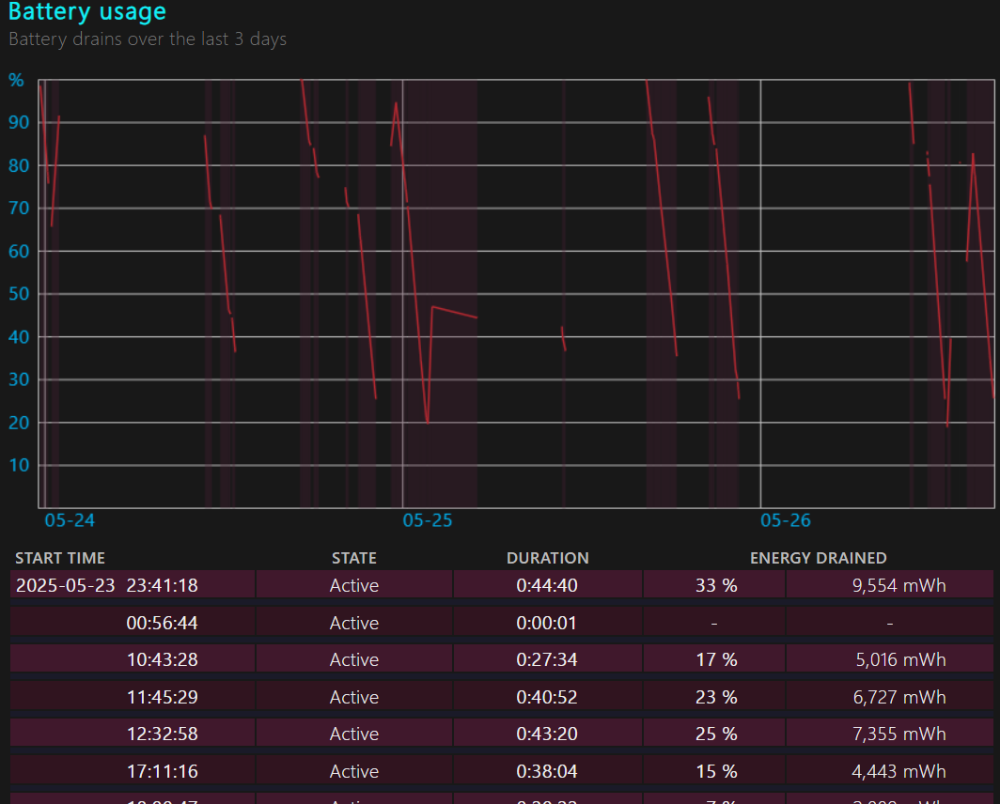 Battery usage
Battery drains over the last 3 days
%
90
80
70
60
50
40
30
20
10
05-24 05-25 05-26
START TIME STATE DURATION ENERGY DRAINED
2025-05-23 23:41:18 Active 0:44:40 33 % 9,554 mWh
00:56:44 Active 0:00:01 - -
10:43:28 Active 0:27:34 17 % 5,016 mWh
11:45:29 Active 0:40:52 23 % 6,727 mWh
12:32:58 Active 0:43:20 25 % 7,355 mWh
17:11:16 Active 0:38:04 15 % 4,443 mWh